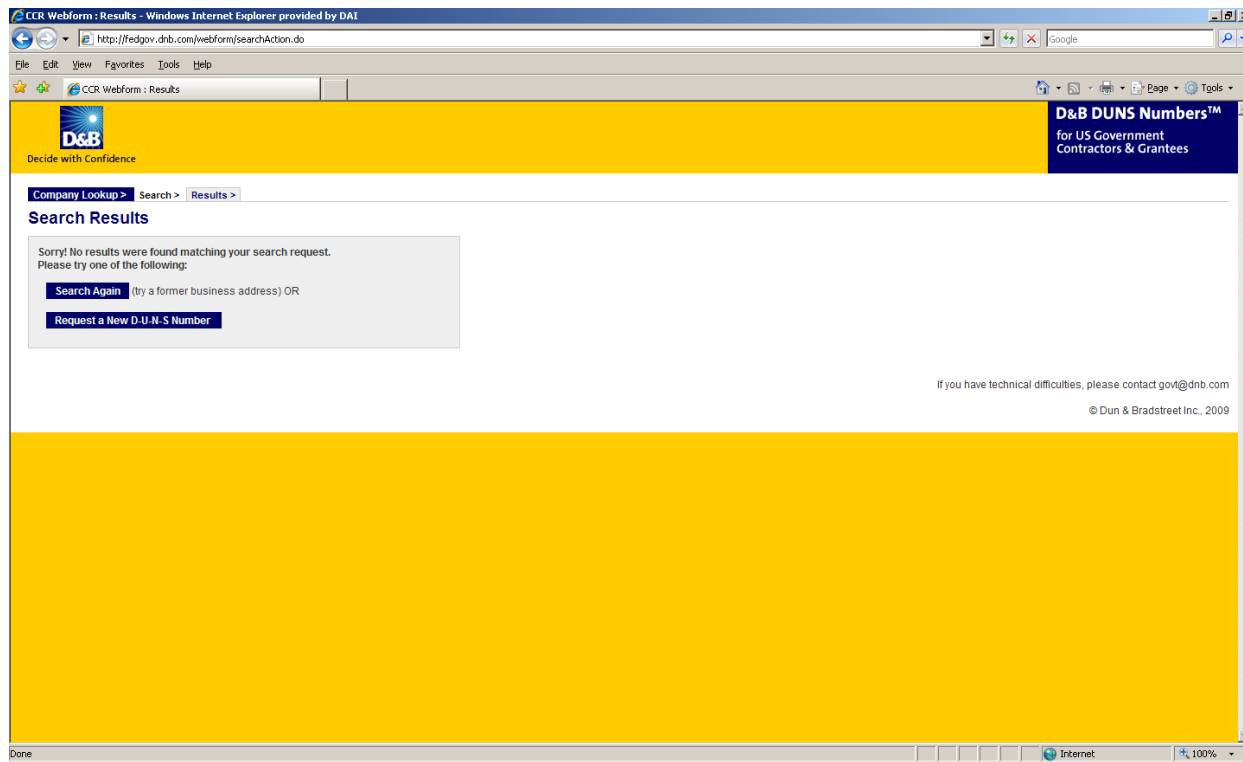 CCR Webform : Results - Windows Internet Explorer provided by DAI
http://fedgov.dnb.com/webform/searchAction.do
Google
File Edit View Favorites Tools Help
CCR Webform : Results
Page Tools
D&B
Decide with Confidence
D&B DUNS Numbers™
for US Government
Contractors & Grantees
Company Lookup > Search > Results >
Search Results
Sorry! No results were found matching your search request.
Please try one of the following:
Search Again (try a former business address) OR
Request a New D-U-N-S Number
If you have technical difficulties, please contact govt@dnb.com
© Dun & Bradstreet Inc., 2009
Done Internet 100%